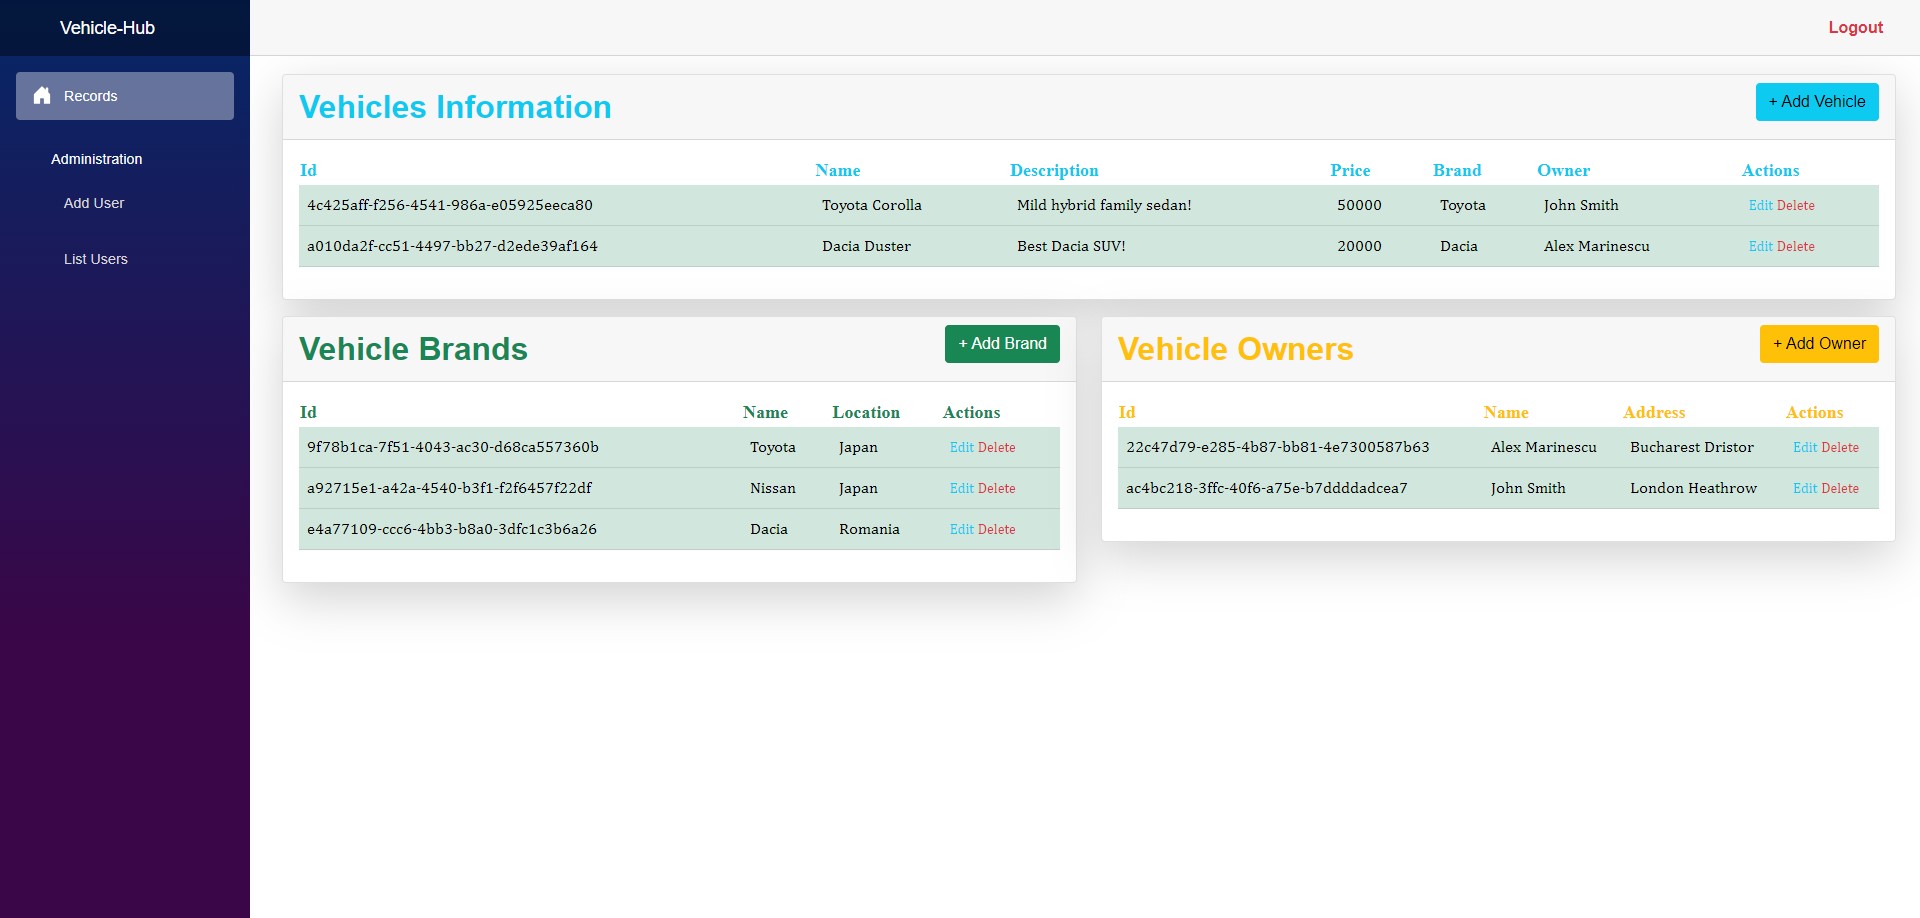 Vehicle-Hub
Logout
Records
Administration
Add User
List Users
Vehicles Information
+ Add Vehicle
Id Name Description Price Brand Owner Actions
4c425aff-f256-4541-986a-e05925eeca80 Toyota Corolla Mild hybrid family sedan! 50000 Toyota John Smith Edit Delete
a010da2f-cc51-4497-bb27-d2ede39af164 Dacia Duster Best Dacia SUV! 20000 Dacia Alex Marinescu Edit Delete
Vehicle Brands
+ Add Brand
Id Name Location Actions
9f78b1ca-7f51-4043-ac30-d68ca557360b Toyota Japan Edit Delete
a92715e1-a42a-4540-b3f1-f2f6457f22df Nissan Japan Edit Delete
e4a77109-ccc6-4bb3-b8a0-3dfc1c3b6a26 Dacia Romania Edit Delete
Vehicle Owners
+ Add Owner
Id Name Address Actions
22c47d79-e285-4b87-bb81-4e7300587b63 Alex Marinescu Bucharest Dristor Edit Delete
ac4bc218-3ffc-40f6-a75e-b7ddddadcea7 John Smith London Heathrow Edit Delete